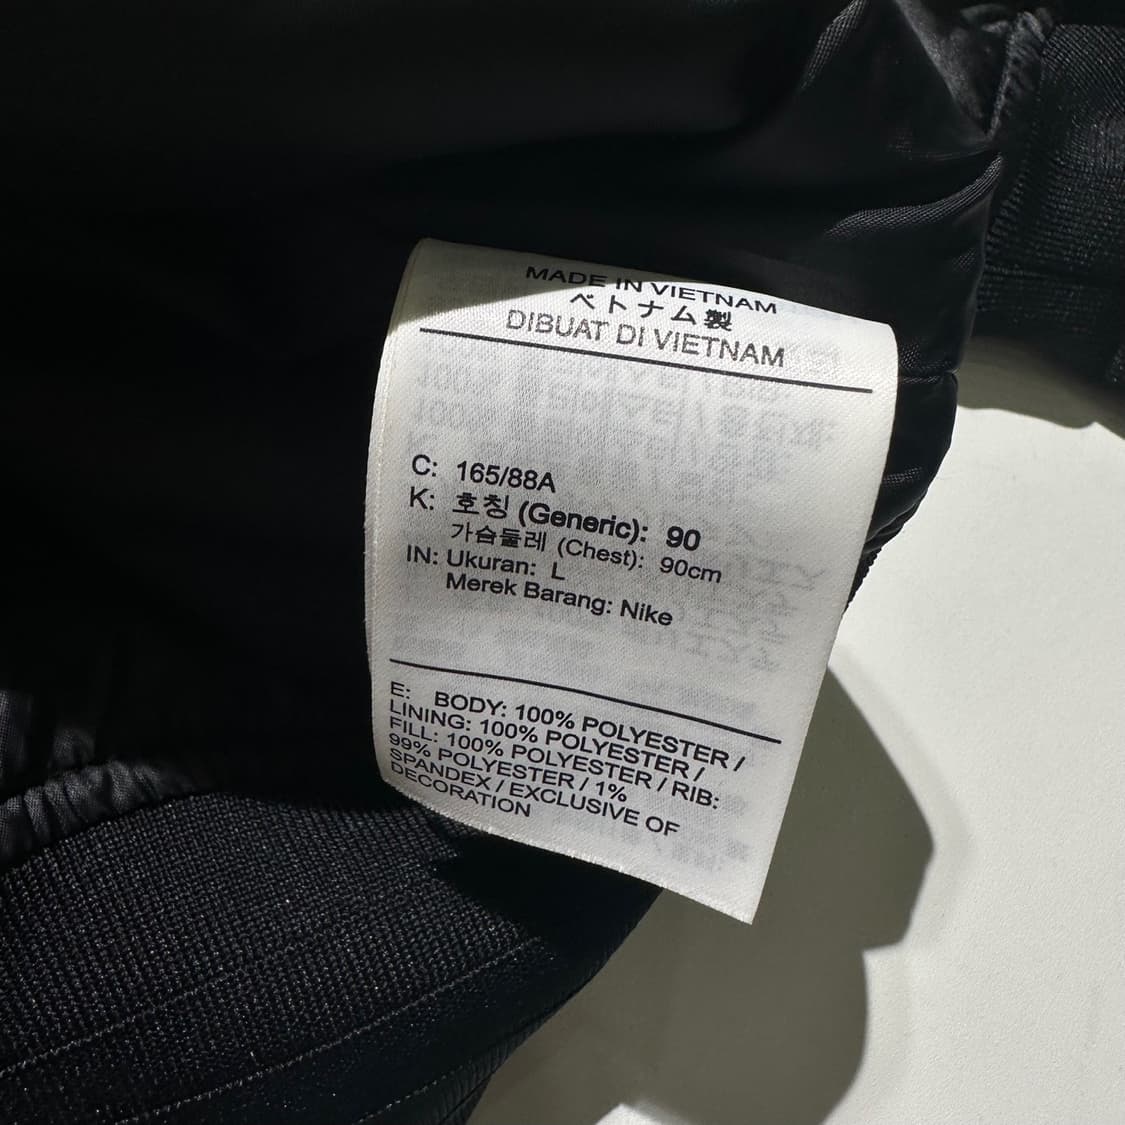 MADE IN VIETNAM
ベトナム製
DIBUAT DI VIETNAM
C: 165/88A
K: 호칭 (Generic): 90
가슴둘레 (Chest): 90cm
IN: Ukuran: L
Merek Barang: Nike
E: BODY: 100% POLYESTER /
LINING: 100% POLYESTER /
FILL: 100% POLYESTER / RIB:
99% POLYESTER / 1%
SPANDEX / EXCLUSIVE OF
DECORATION